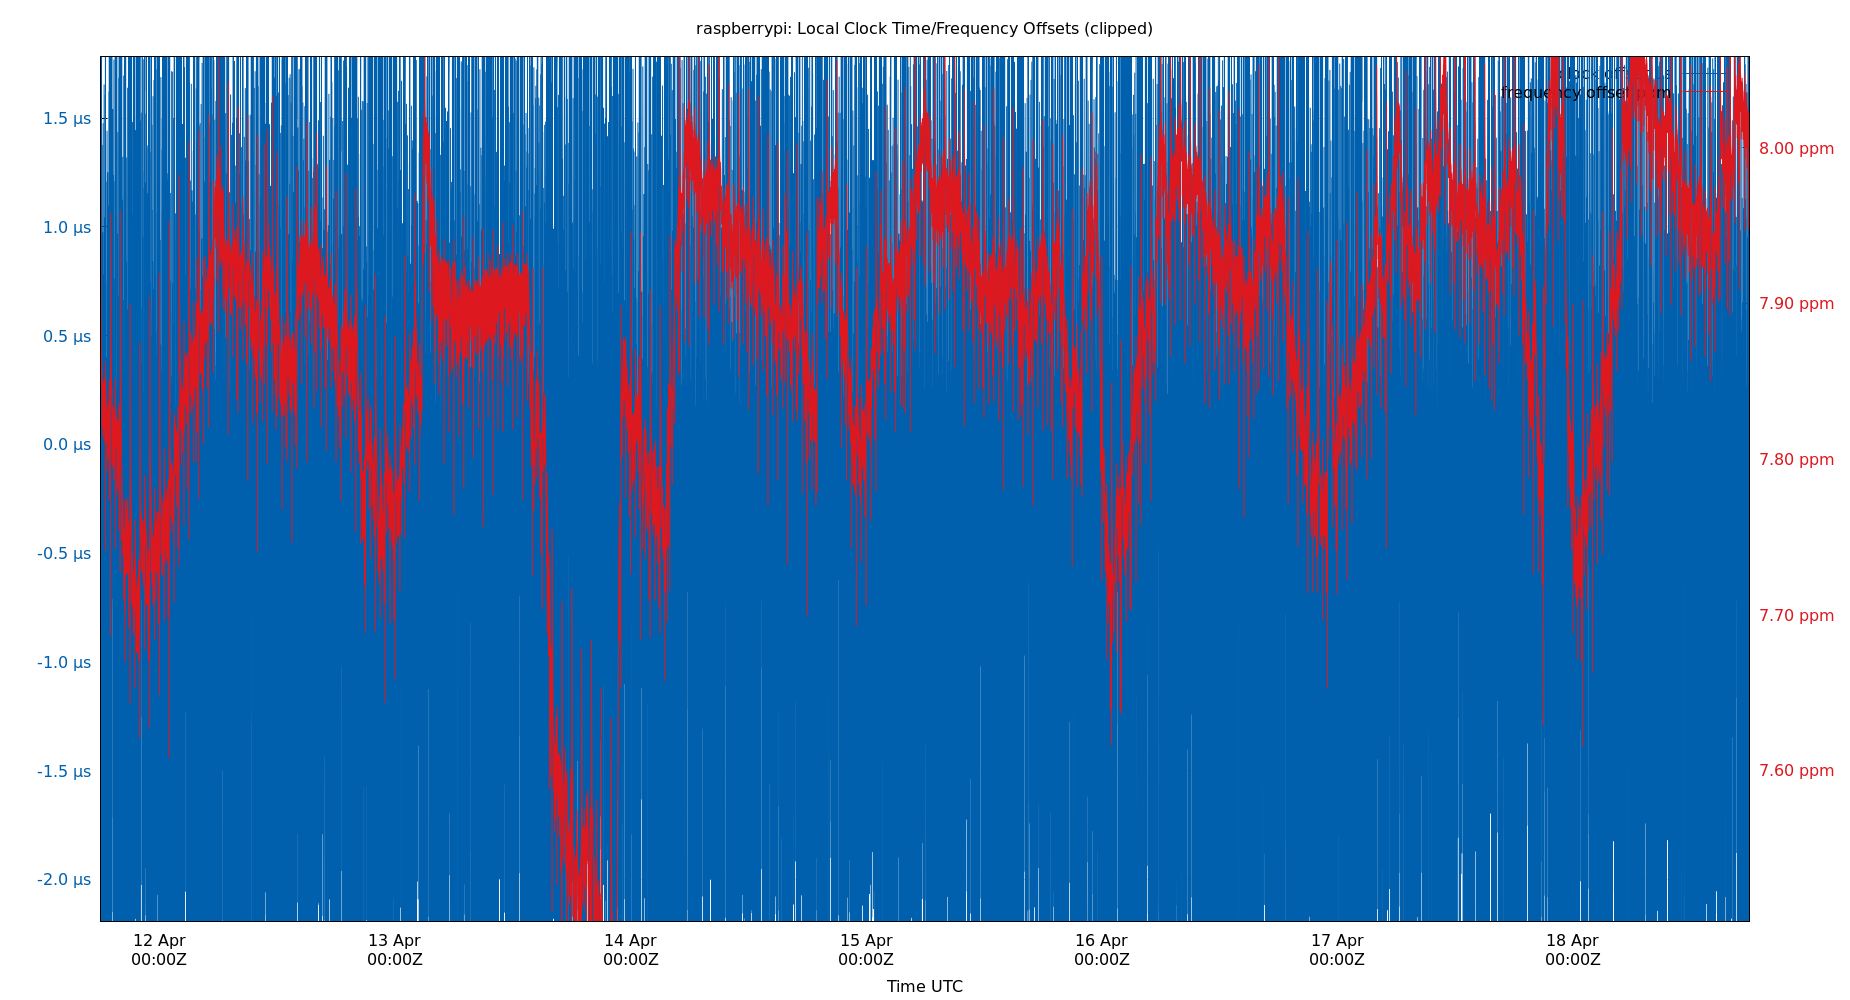 raspberrypi: Local Clock Time/Frequency Offsets (clipped)
clock offset
frequency offset ppm
1.5 µs
1.0 µs
0.5 µs
0.0 µs
-0.5 µs
-1.0 µs
-1.5 µs
-2.0 µs
8.00 ppm
7.90 ppm
7.80 ppm
7.70 ppm
7.60 ppm
12 Apr 13 Apr 14 Apr 15 Apr 16 Apr 17 Apr 18 Apr
00:00Z 00:00Z 00:00Z 00:00Z 00:00Z 00:00Z 00:00Z
Time UTC